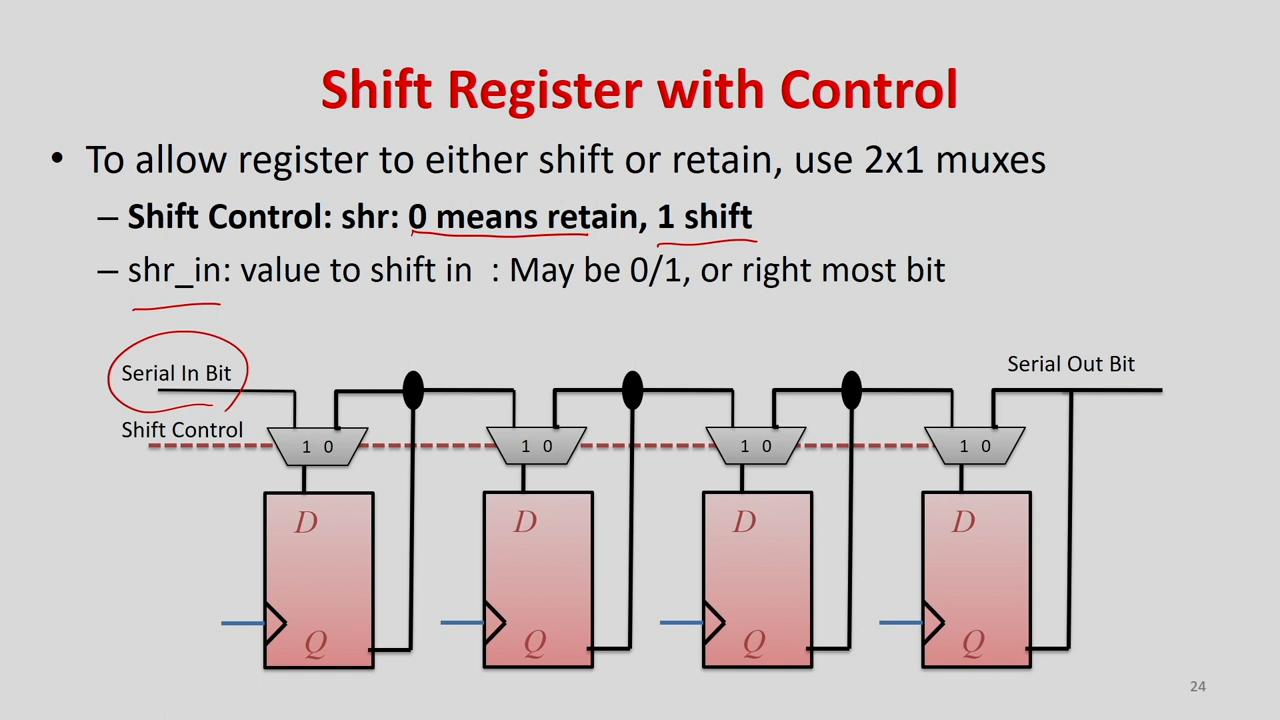 Shift Register with Control
• To allow register to either shift or retain, use 2x1 muxes
– Shift Control: shr: 0 means retain, 1 shift
– shr_in: value to shift in : May be 0/1, or right most bit
Serial In Bit
Serial Out Bit
Shift Control
1 0 1 0 1 0 1 0
D D D D
Q Q Q Q
24